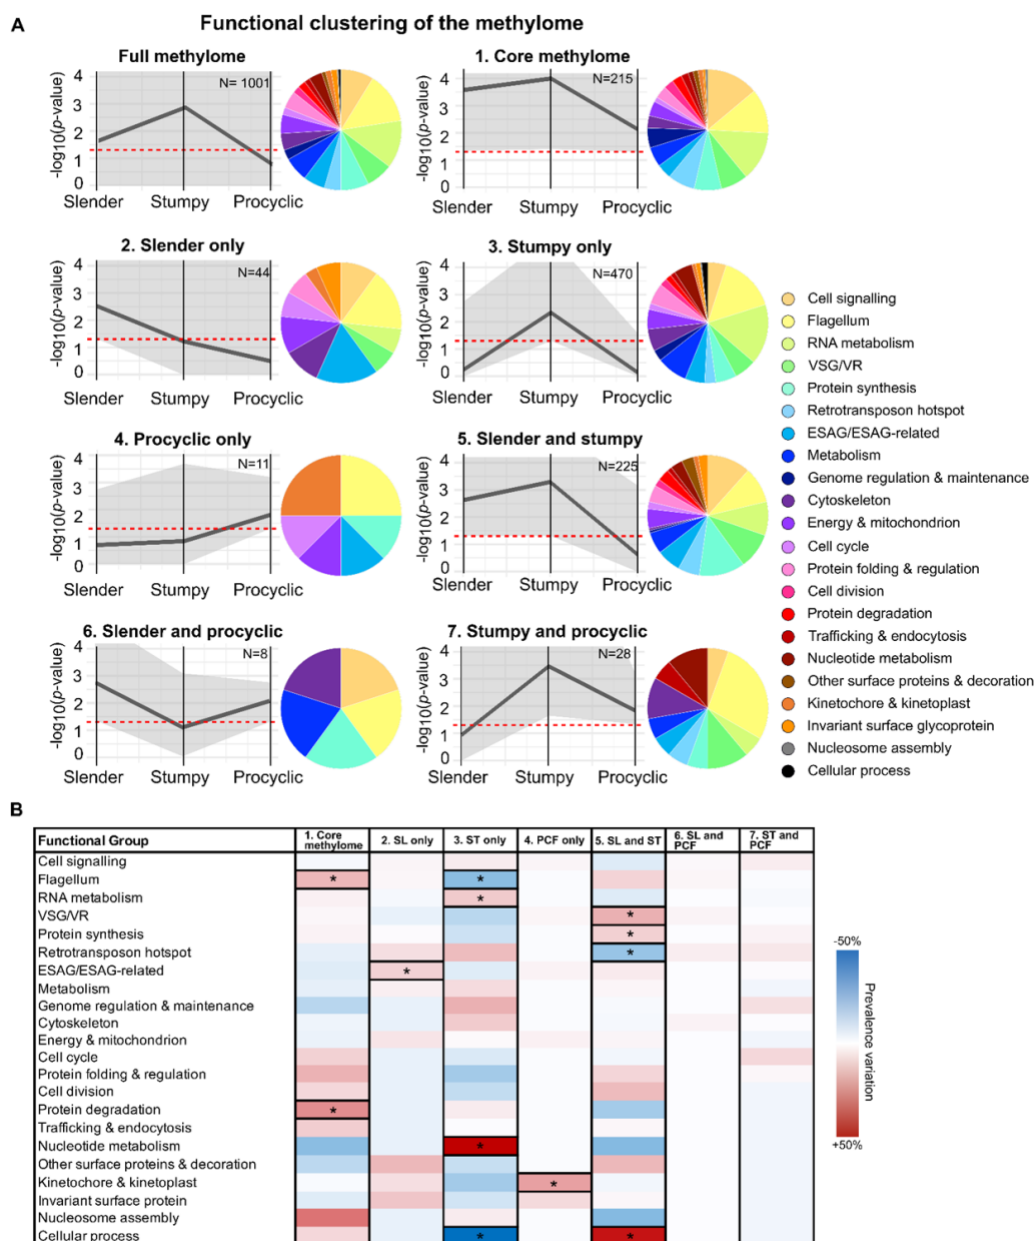 A
Functional clustering of the methylome
Full methylome
N= 1001
-log10(p-value)
4
3
2
1
0
Slender Stumpy Procyclic
1. Core methylome
N=215
-log10(p-value)
4
3
2
1
0
Slender Stumpy Procyclic
2. Slender only
N=44
-log10(p-value)
4
3
2
1
0
Slender Stumpy Procyclic
3. Stumpy only
N=470
-log10(p-value)
4
3
2
1
0
Slender Stumpy Procyclic
4. Procyclic only
N=11
-log10(p-value)
4
3
2
1
0
Slender Stumpy Procyclic
5. Slender and stumpy
N=225
-log10(p-value)
4
3
2
1
0
Slender Stumpy Procyclic
6. Slender and procyclic
N=8
-log10(p-value)
4
3
2
1
0
Slender Stumpy Procyclic
7. Stumpy and procyclic
N=28
-log10(p-value)
4
3
2
1
0
Slender Stumpy Procyclic
Cell signalling
Flagellum
RNA metabolism
VSG/VR
Protein synthesis
Retrotransposon hotspot
ESAG/ESAG-related
Metabolism
Genome regulation & maintenance
Cytoskeleton
Energy & mitochondrion
Cell cycle
Protein folding & regulation
Cell division
Protein degradation
Trafficking & endocytosis
Nucleotide metabolism
Other surface proteins & decoration
Kinetochore & kinetoplast
Invariant surface glycoprotein
Nucleosome assembly
Cellular process
B
Functional Group 1. Core methylome 2. SL only 3. ST only 4. PCF only 5. SL and ST 6. SL and PCF 7. ST and PCF
Cell signalling
Flagellum * *
RNA metabolism *
VSG/VR *
Protein synthesis *
Retrotransposon hotspot *
ESAG/ESAG-related *
Metabolism
Genome regulation & maintenance
Cytoskeleton
Energy & mitochondrion
Cell cycle
Protein folding & regulation
Cell division
Protein degradation *
Trafficking & endocytosis
Nucleotide metabolism *
Other surface proteins & decoration
Kinetochore & kinetoplast *
Invariant surface protein
Nucleosome assembly
Cellular process * *
-50%
Prevalence variation
+50%